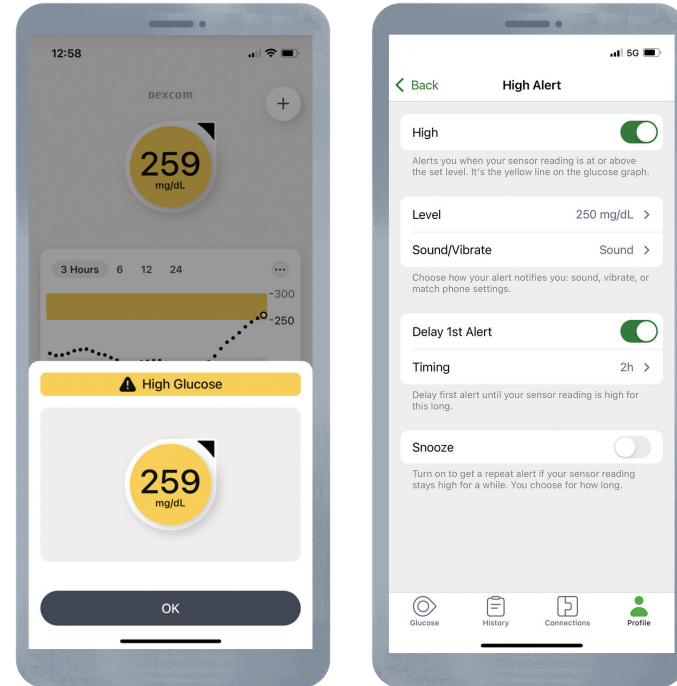 12:58
Dexcom
+
259
mg/dL
3 Hours 6 12 24
300
250
High Glucose
259
mg/dL
OK
5G
Back High Alert
High
Alerts you when your sensor reading is at or above
the set level. It's the yellow line on the glucose graph.
Level 250 mg/dL >
Sound/Vibrate Sound >
Choose how your alert notifies you: sound, vibrate, or
match phone settings.
Delay 1st Alert
Timing 2h >
Delay first alert until your sensor reading is high for
this long.
Snooze
Turn on to get a repeat alert if your sensor reading
stays high for a while. You choose for how long.
Glucose History Connections Profile